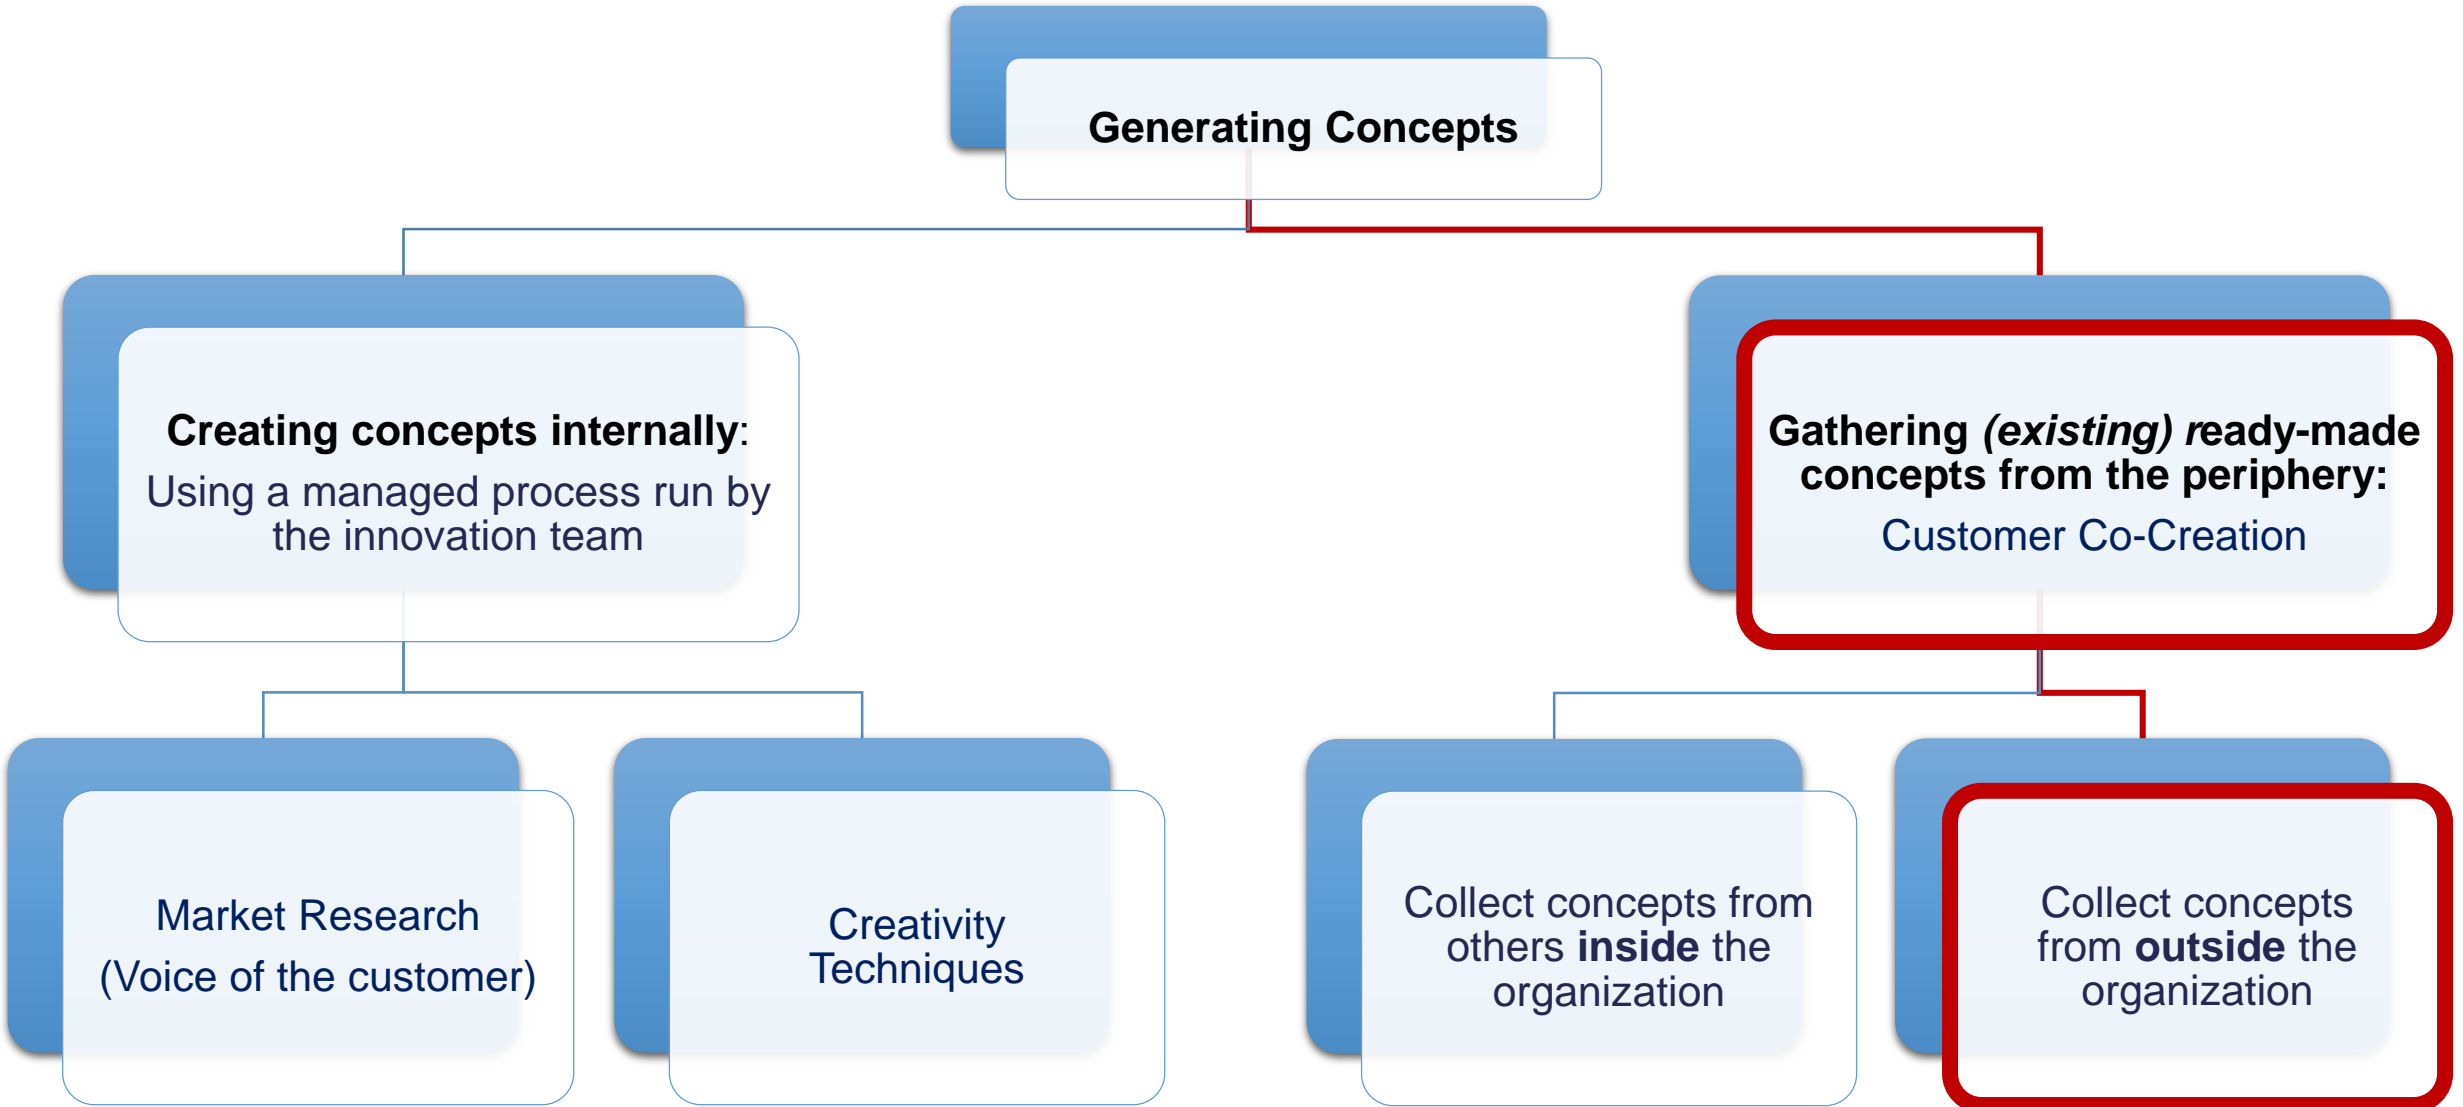 Generating Concepts
Creating concepts internally:
Using a managed process run by
the innovation team
Gathering (existing) ready-made
concepts from the periphery:
Customer Co-Creation
Market Research
(Voice of the customer)
Creativity
Techniques
Collect concepts from
others inside the
organization
Collect concepts
from outside the
organization